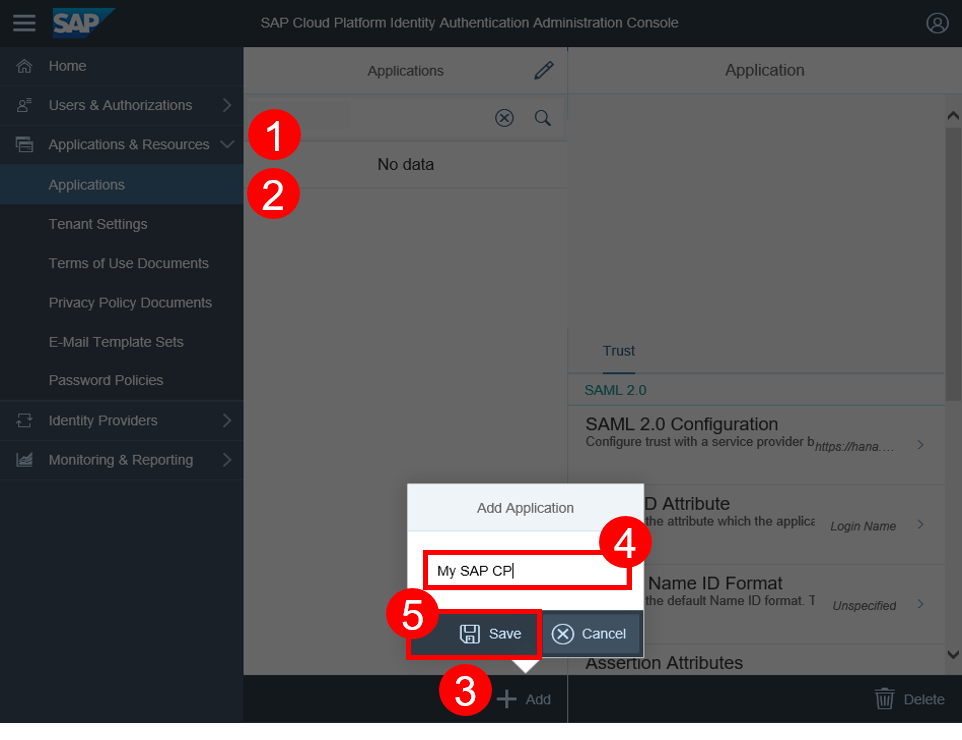 SAP
SAP Cloud Platform Identity Authentication Administration Console
Home
Users & Authorizations
Applications & Resources
Applications
Tenant Settings
Terms of Use Documents
Privacy Policy Documents
E-Mail Template Sets
Password Policies
Identity Providers
Monitoring & Reporting
1
2
Applications
No data
Add Application
4
My SAP CP
5
Save
Cancel
3
Add
Application
Trust
SAML 2.0
SAML 2.0 Configuration
Configure trust with a service provider b
https://hana....
D Attribute
the attribute which the applica
Login Name
Name ID Format
the default Name ID format. T
Unspecified
Assertion Attributes
Delete